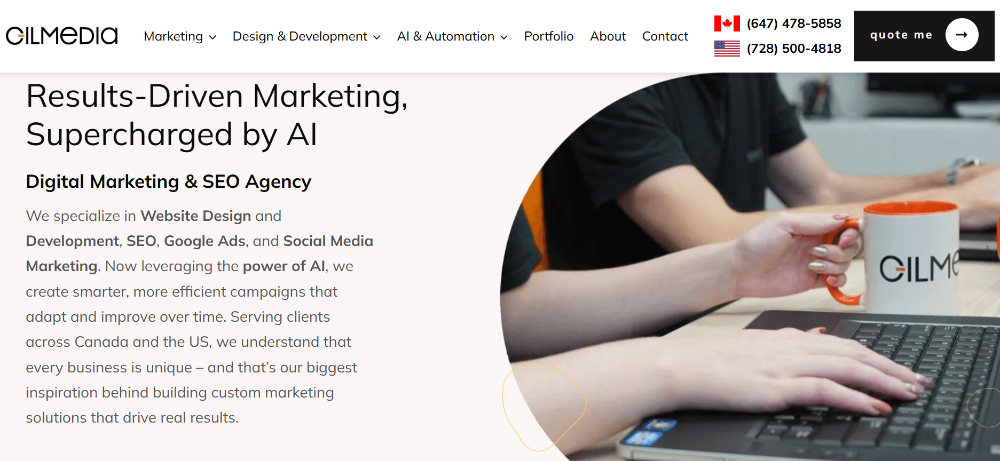 GILMEDIA
Marketing
Design & Development
AI & Automation
Portfolio
About
Contact
(647) 478-5858
(728) 500-4818
quote me
Results-Driven Marketing,
Supercharged by AI
Digital Marketing & SEO Agency
We specialize in Website Design and
Development, SEO, Google Ads, and Social Media
Marketing. Now leveraging the power of AI, we
create smarter, more efficient campaigns that
adapt and improve over time. Serving clients
across Canada and the US, we understand that
every business is unique – and that’s our biggest
inspiration behind building custom marketing
solutions that drive real results.
GILMe